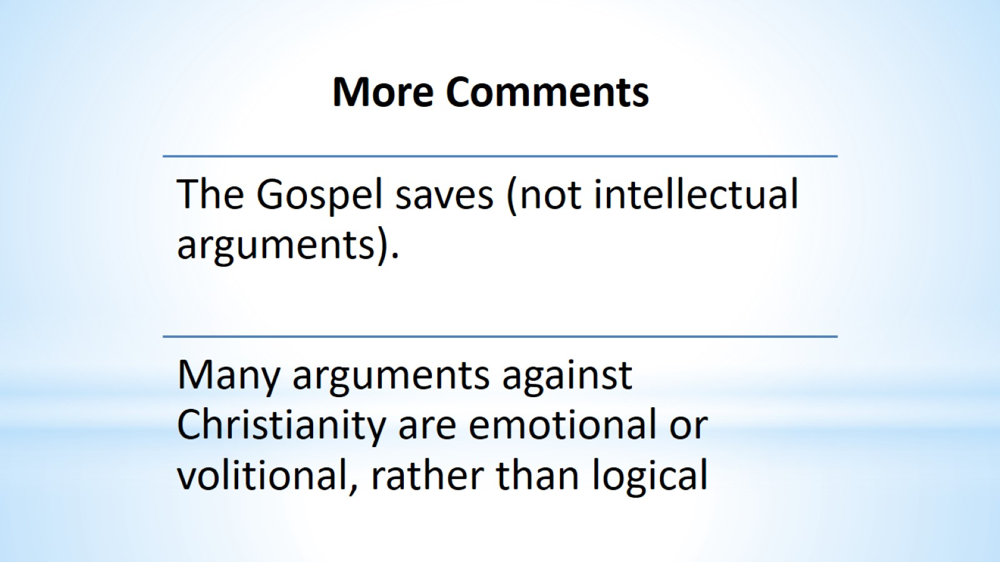 More Comments
The Gospel saves (not intellectual
arguments).
Many arguments against
Christianity are emotional or
volitional, rather than logical